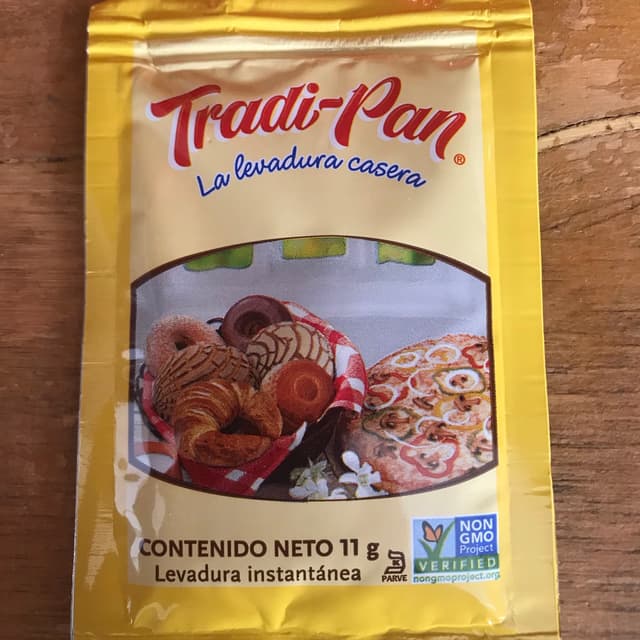 Tradi-Pan®
La levadura casera
CONTENIDO NETO 11 g
Levadura instantánea
K
PARVE
NON
GMO
Project
VERIFIED
nongmoproject.org